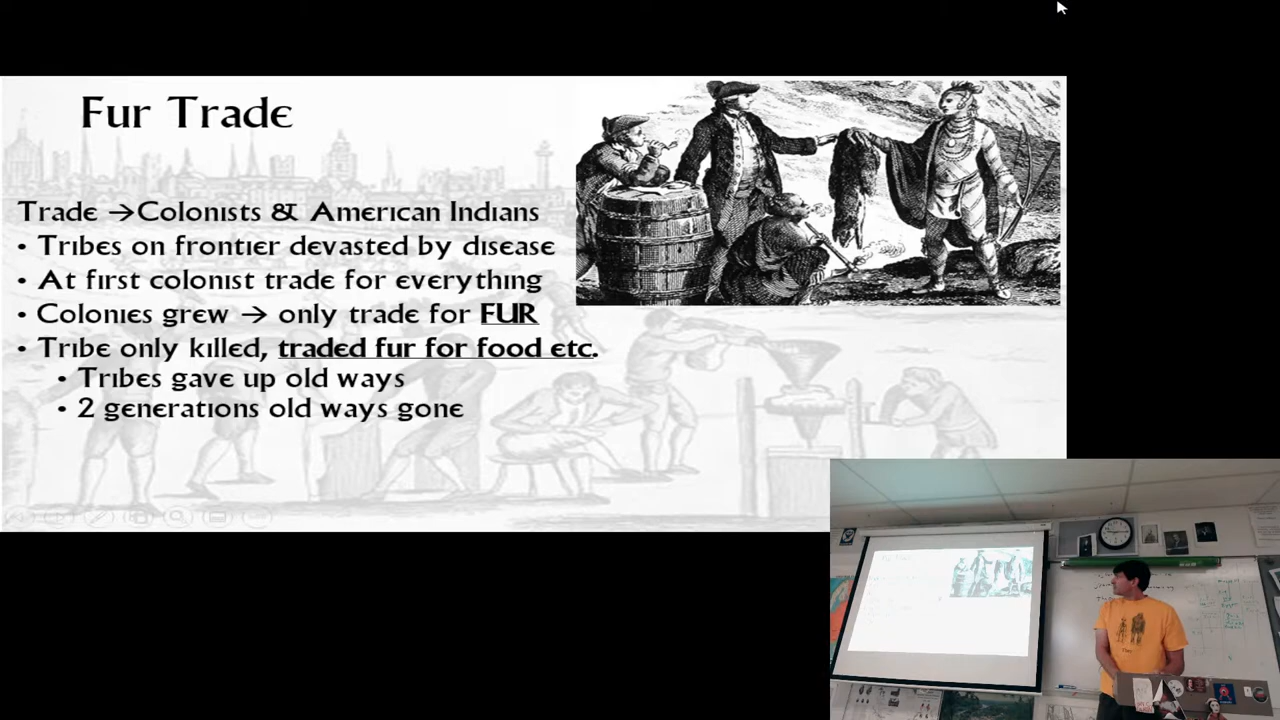 Fur Trade
Trade →Colonists & American Indians
• Tribes on frontier devasted by disease
• At first colonist trade for everything
• Colonies grew → only trade for FUR
• Tribe only killed, traded fur for food etc.
• Tribes gave up old ways
• 2 generations old ways gone